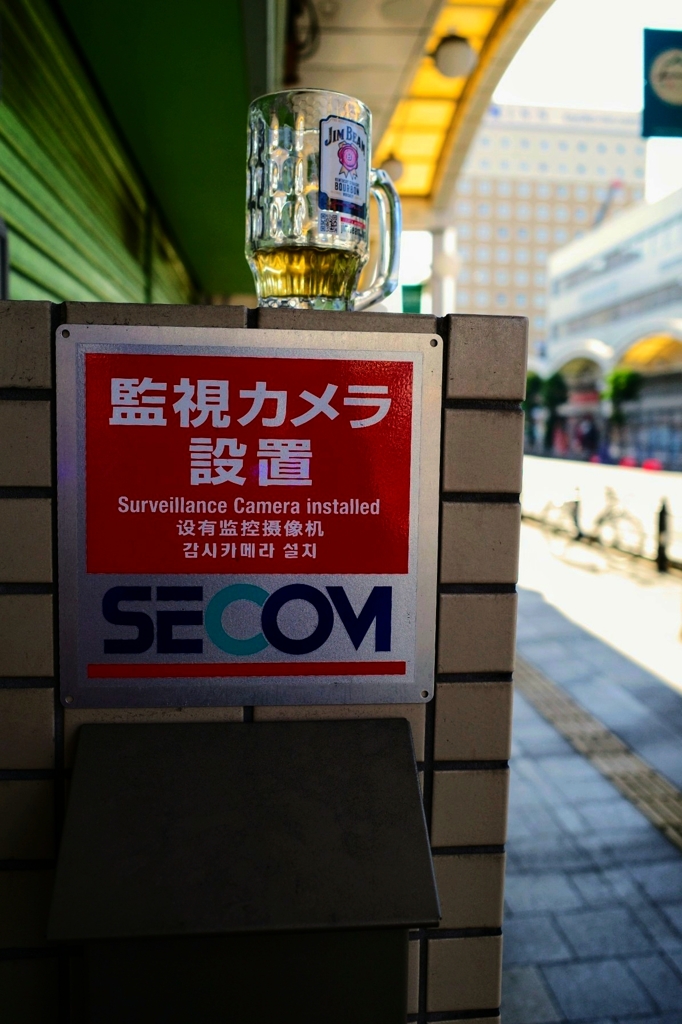 JIM BEAM
BOURBON
監視カメラ
設置
Surveillance Camera installed
设有监控摄像机
감시카메라 설치
SECOM